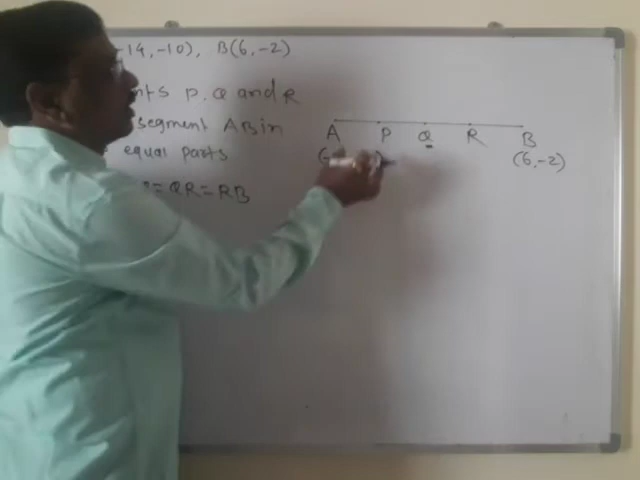 -14, -10), B(6, -2)
nts P, Q and R
segment AB in
equal parts
= QR = RB
A P Q R B
(- ) (6, -2)